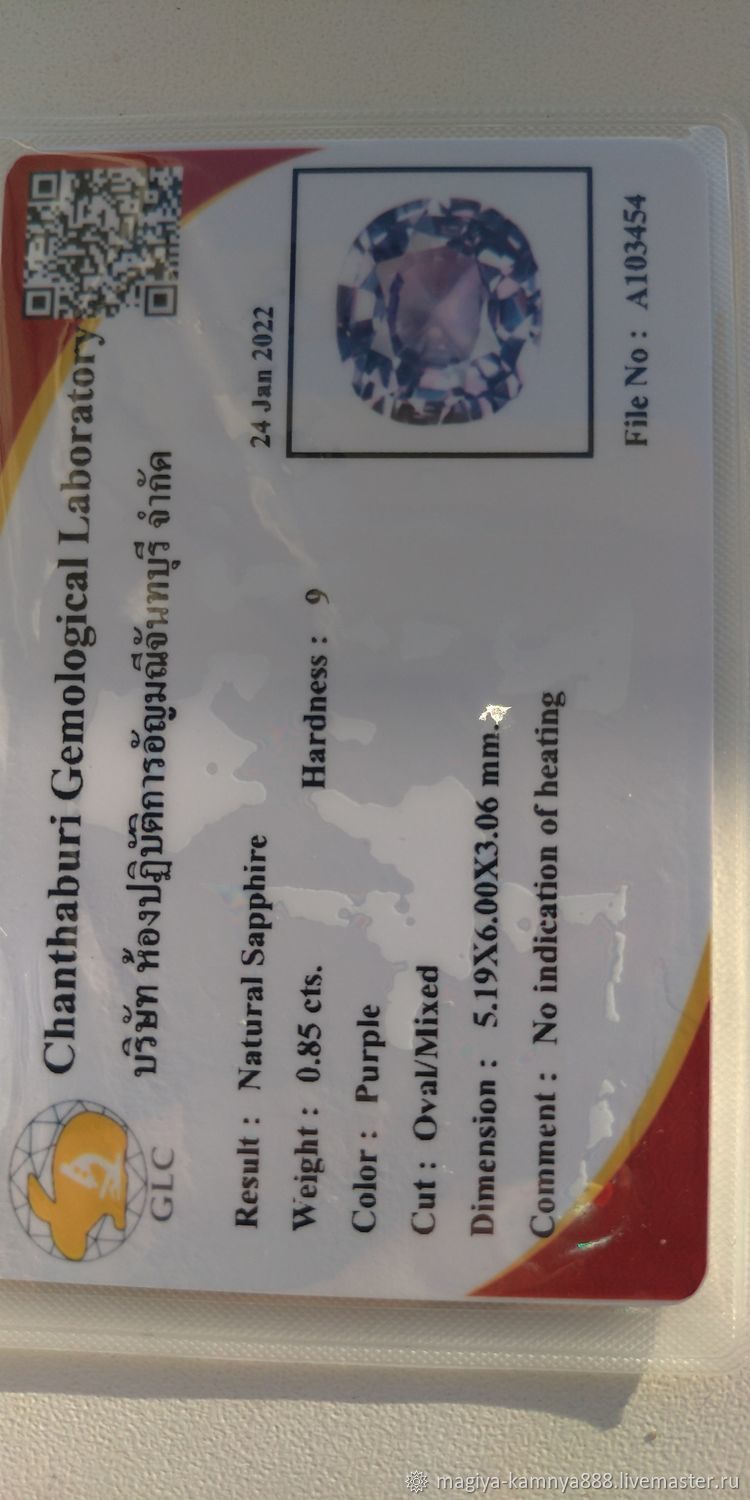 Chanthaburi Gemological Laboratory
บริษัท ห้องปฏิบัติการอัญมณีจันทบุรี จำกัด
GLC
24 Jan 2022
Result : Natural Sapphire
Weight : 0.85 cts. Hardness : 9
Color : Purple
Cut : Oval/Mixed
Dimension : 5.19X6.00X3.06 mm.
Comment : No indication of heating
File No : A103454
magiya-kamnya888.livemaster.ru